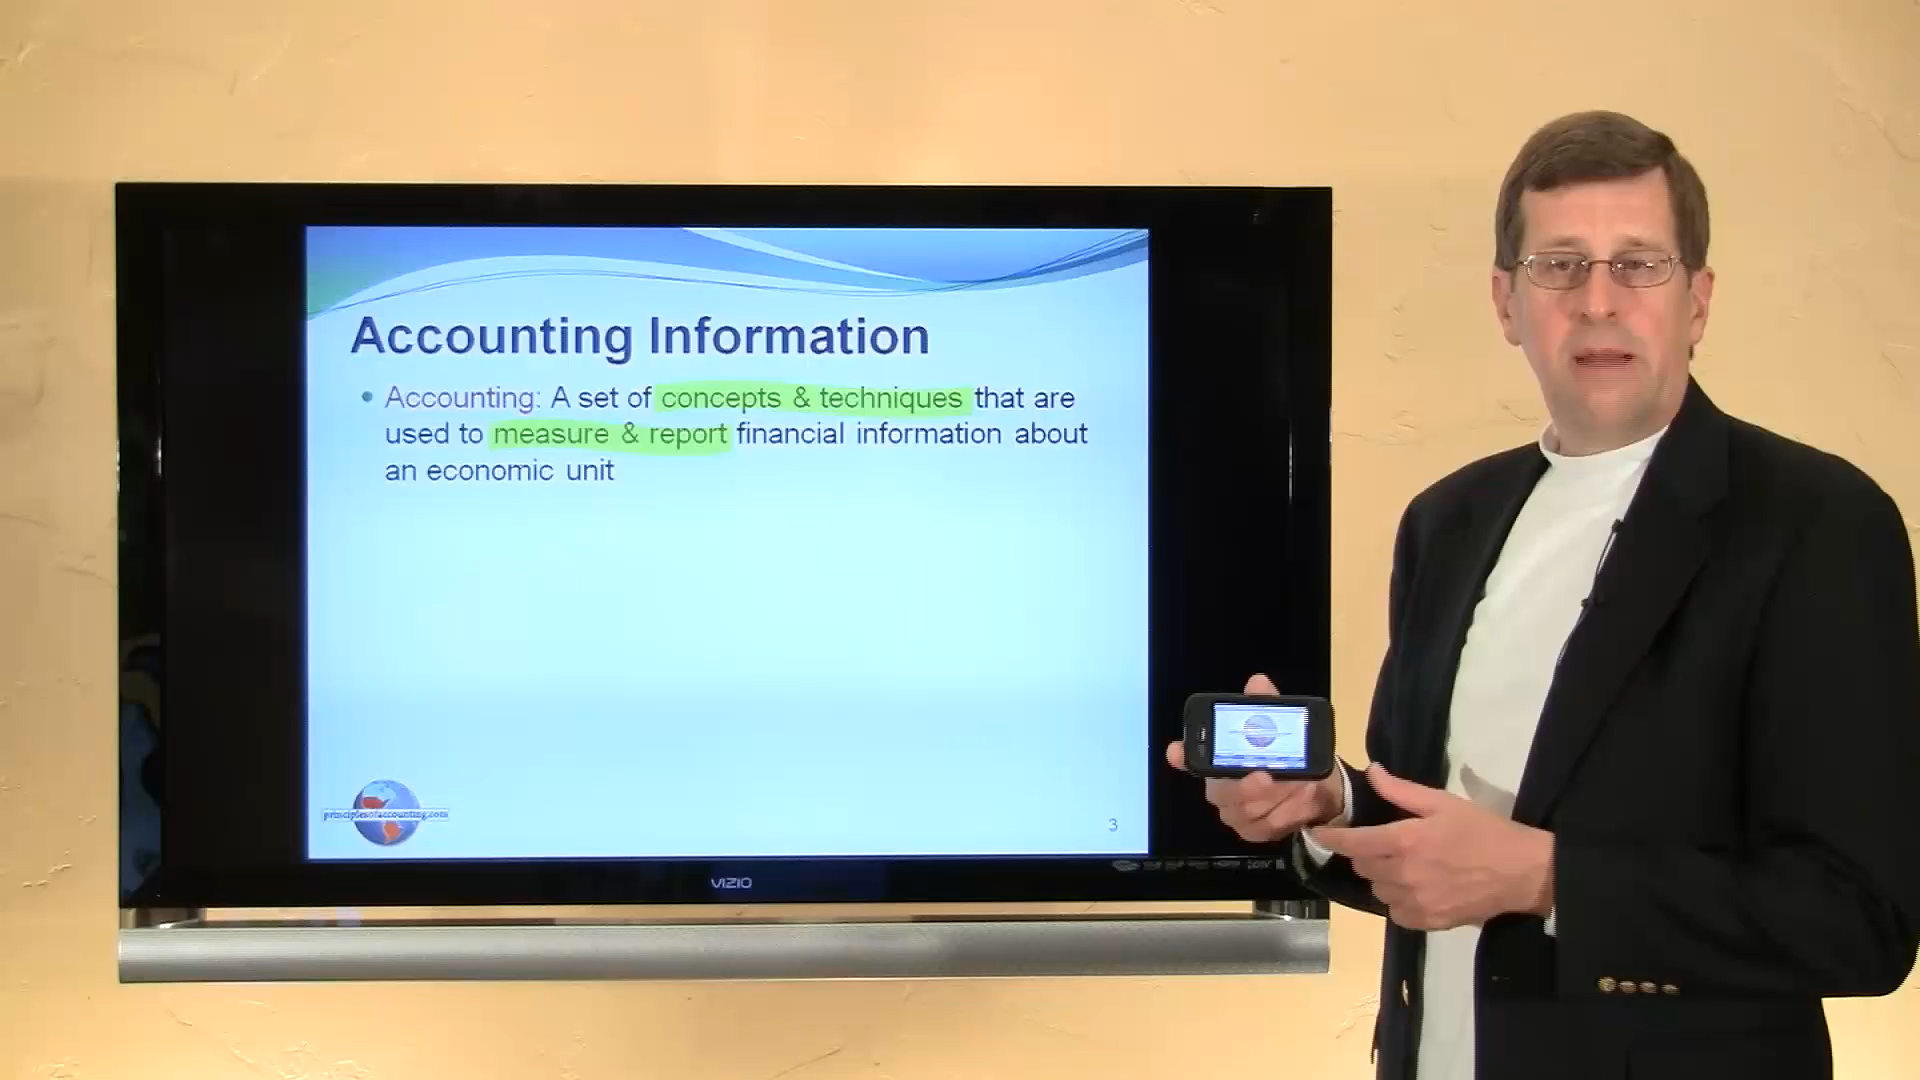 Accounting Information
• Accounting: A set of concepts & techniques that are
used to measure & report financial information about
an economic unit
principlesofaccounting.com
3
VIZIO